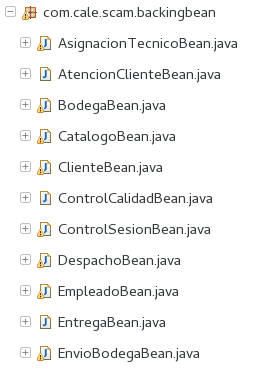 com.cale.scam.backingbean
AsignacionTecnicoBean.java
AtencionClienteBean.java
BodegaBean.java
CatalogoBean.java
ClienteBean.java
ControlCalidadBean.java
ControlSesionBean.java
DespachoBean.java
EmpleadoBean.java
EntregaBean.java
EnvioBodegaBean.java